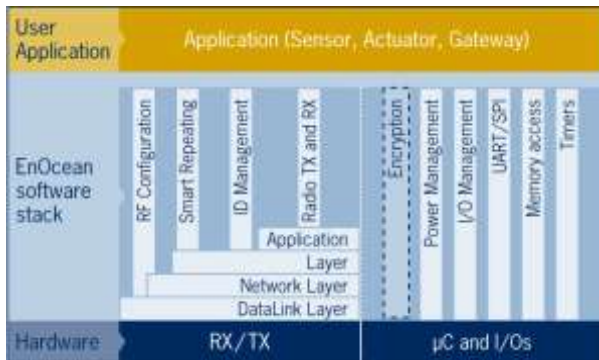 User
Application
Application (Sensor, Actuator, Gateway)
EnOcean
software
stack
RF Configuration
Smart Repeating
ID Management
Radio TX and RX
Encryption
Power Management
I/O Management
UART/SPI
Memory access
Timers
Application
Layer
Network Layer
DataLink Layer
Hardware
RX/TX
µC and I/Os